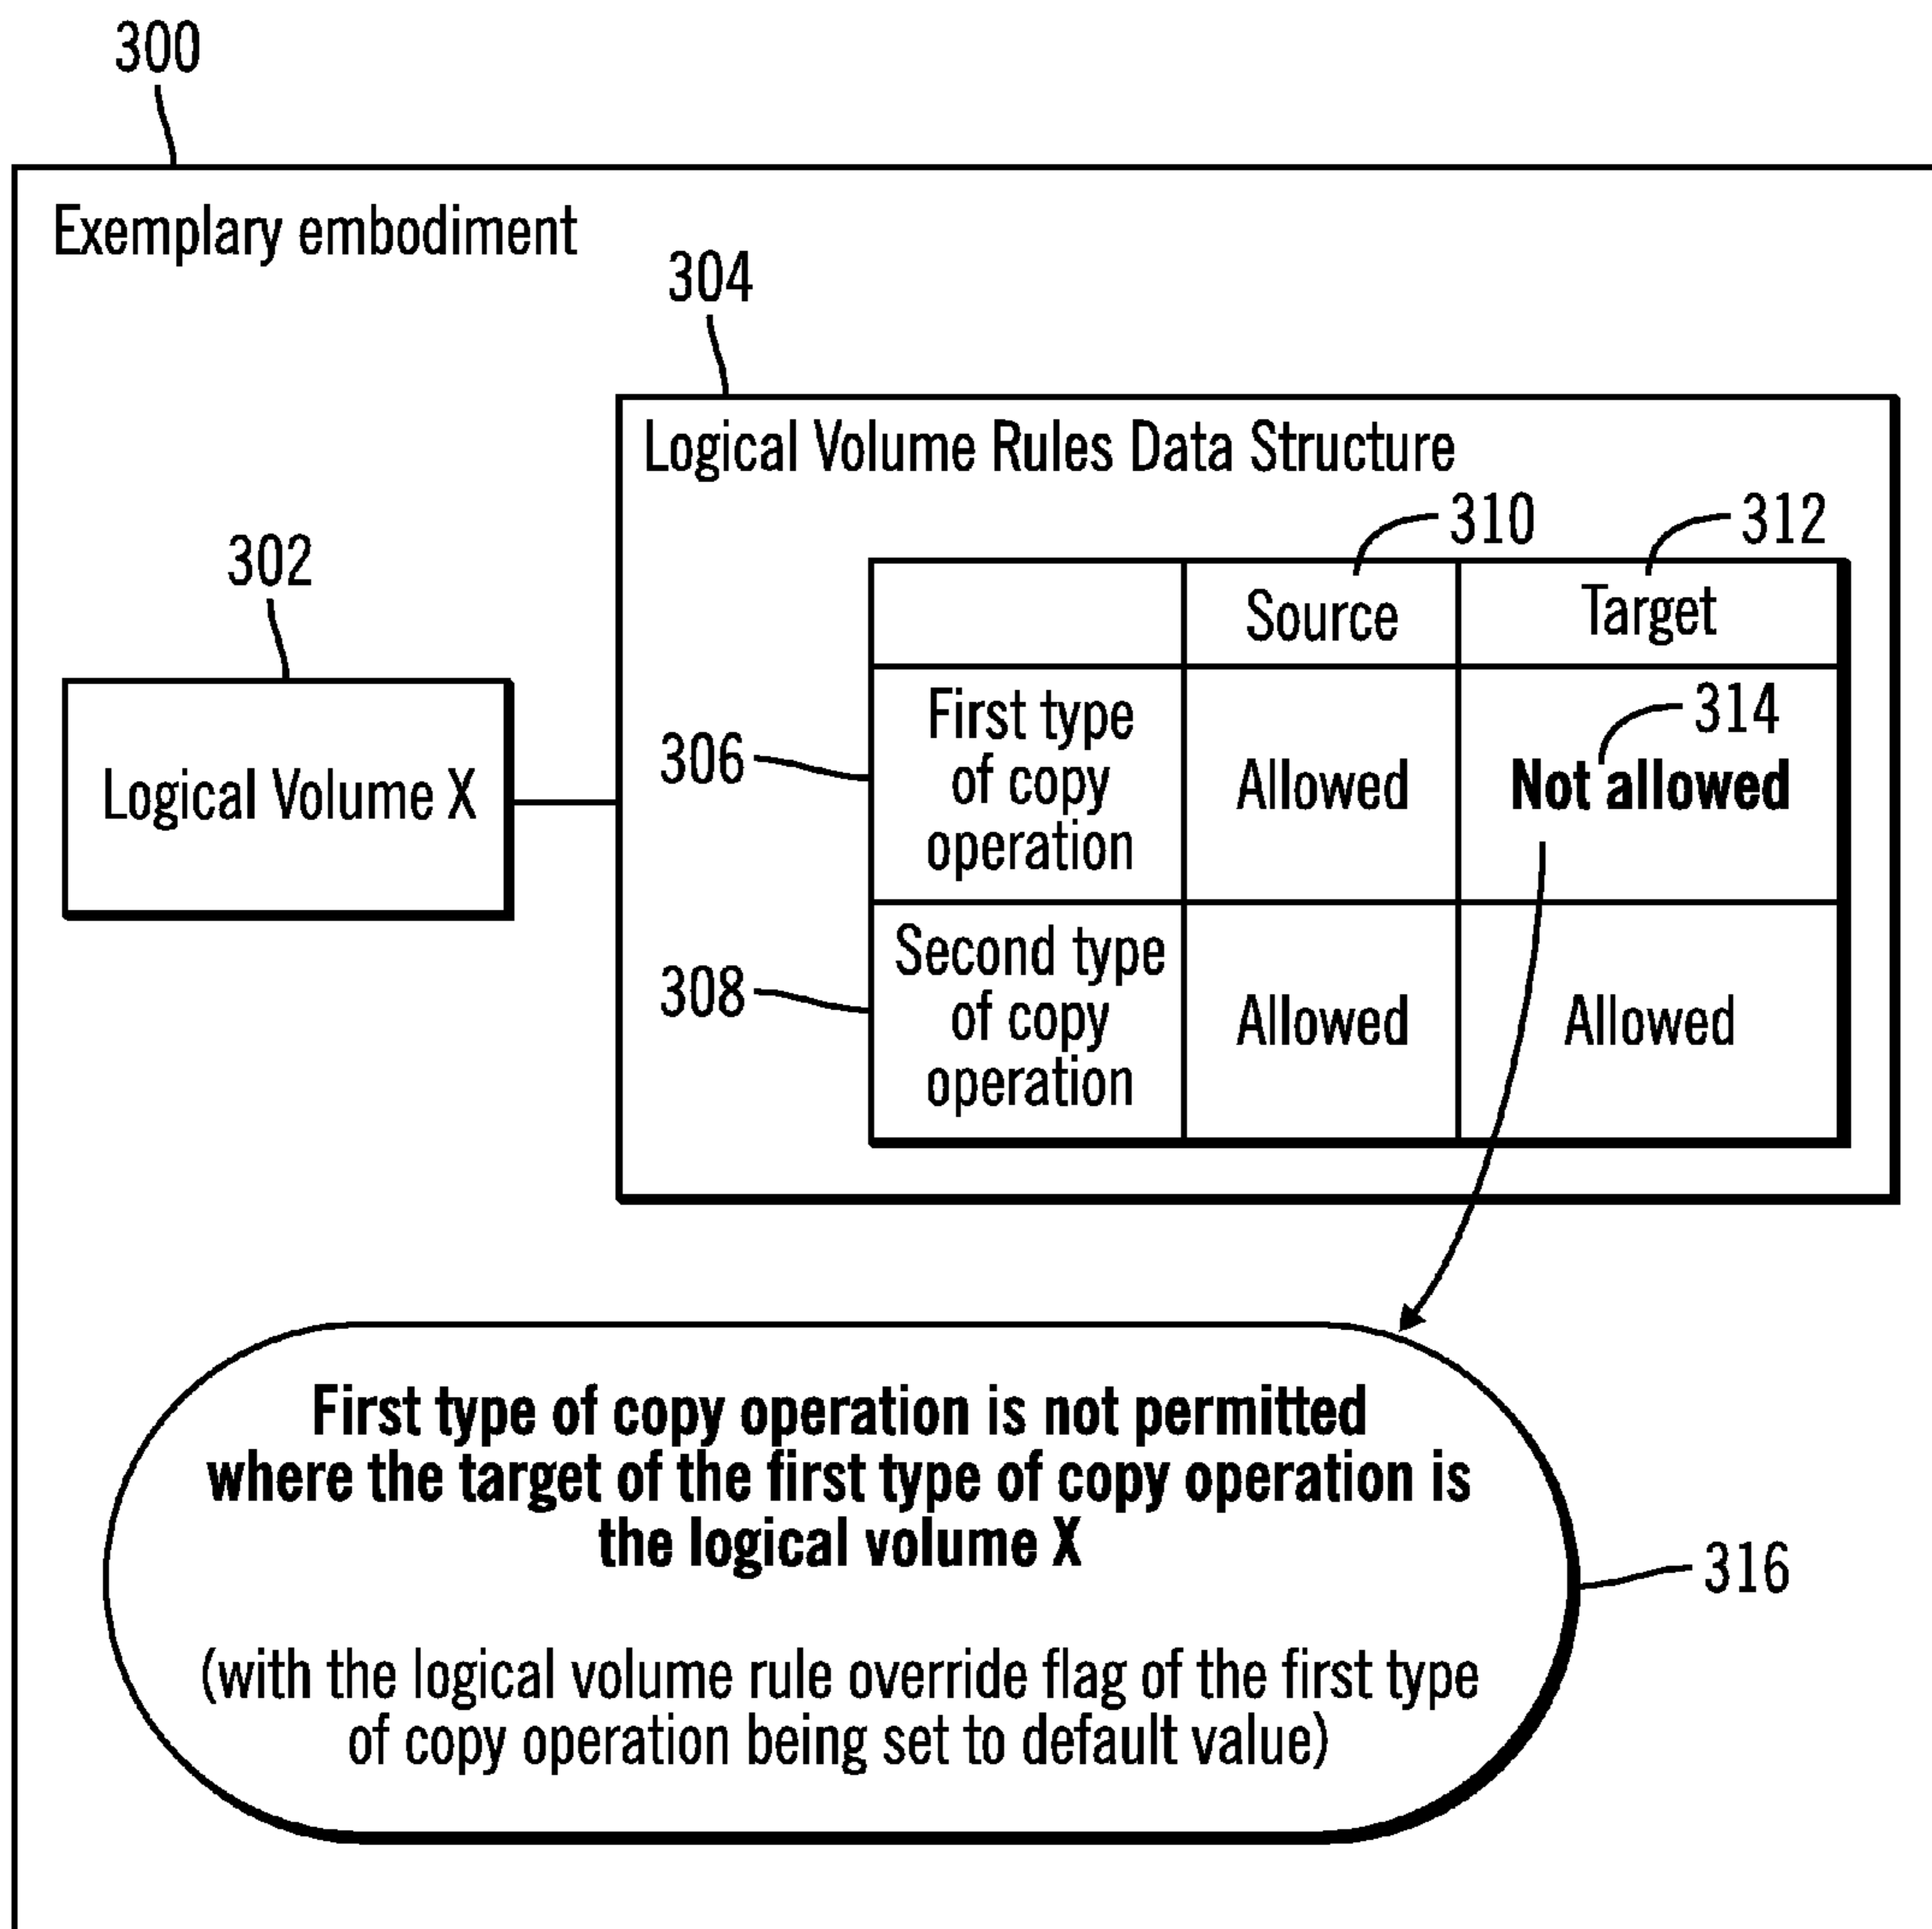 300
Exemplary embodiment
304
Logical Volume Rules Data Structure
310
312
302
Source
Target
First type
of copy
operation
306
Allowed
314
Not allowed
Logical Volume X
Second type
of copy
operation
308
Allowed
Allowed
First type of copy operation is not permitted
where the target of the first type of copy operation is
the logical volume X
316
(with the logical volume rule override flag of the first type
of copy operation being set to default value)